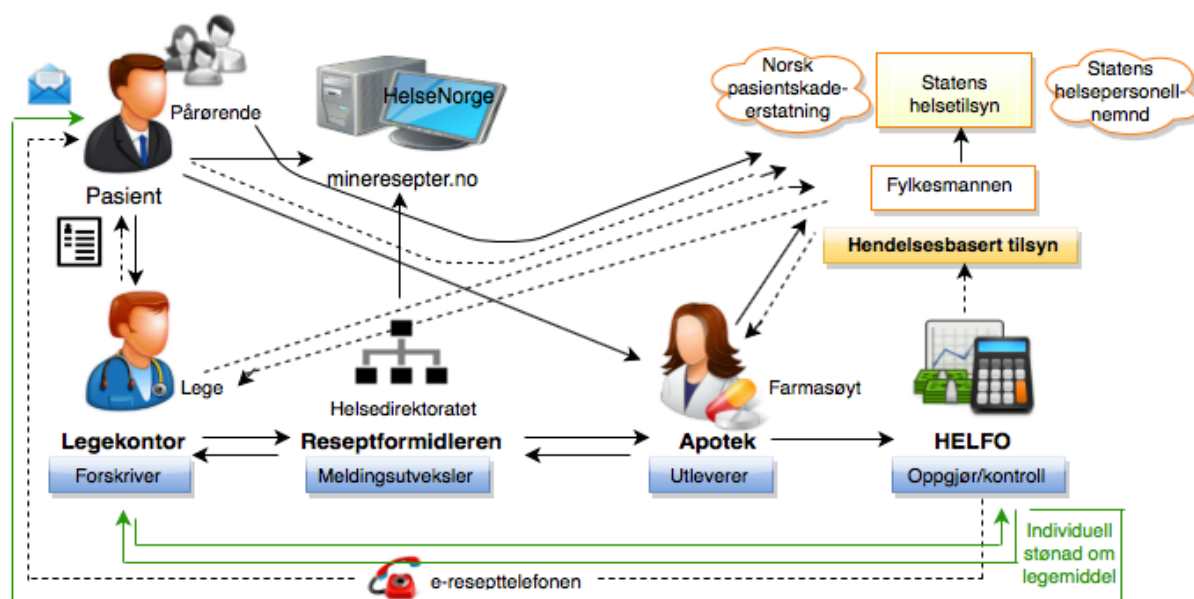 HelseNorge
Norsk
pasientskade-
erstatning
Statens
helsetilsyn
Statens
helsepersonell-
nemnd
Pårørende
mineresepter.no
Fylkesmannen
Pasient
Hendelsesbasert tilsyn
Lege
Helsedirektoratet
Farmasøyt
Legekontor
Reseptformidleren
Apotek
HELFO
Forskriver
Meldingsutveksler
Utleverer
Oppgjør/kontroll
Individuell
stønad om
legemiddel
e-resepttelefonen